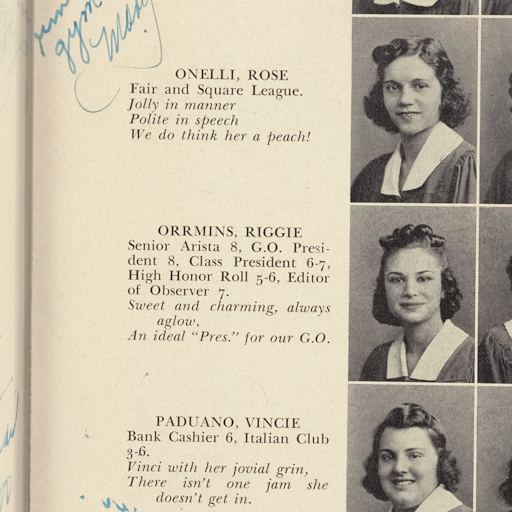 gym
ONELLI, ROSE
Fair and Square League.
Jolly in manner
Polite in speech
We do think her a peach!
ORRMINS, RIGGIE
Senior Arista 8, G.O. Presi-
dent 8, Class President 6-7,
High Honor Roll 5-6, Editor
of Observer 7.
Sweet and charming, always
aglow,
An ideal "Pres." for our G.O.
PADUANO, VINCIE
Bank Cashier 6, Italian Club
3-6.
Vinci with her jovial grin,
There isn't one jam she
doesn't get in.